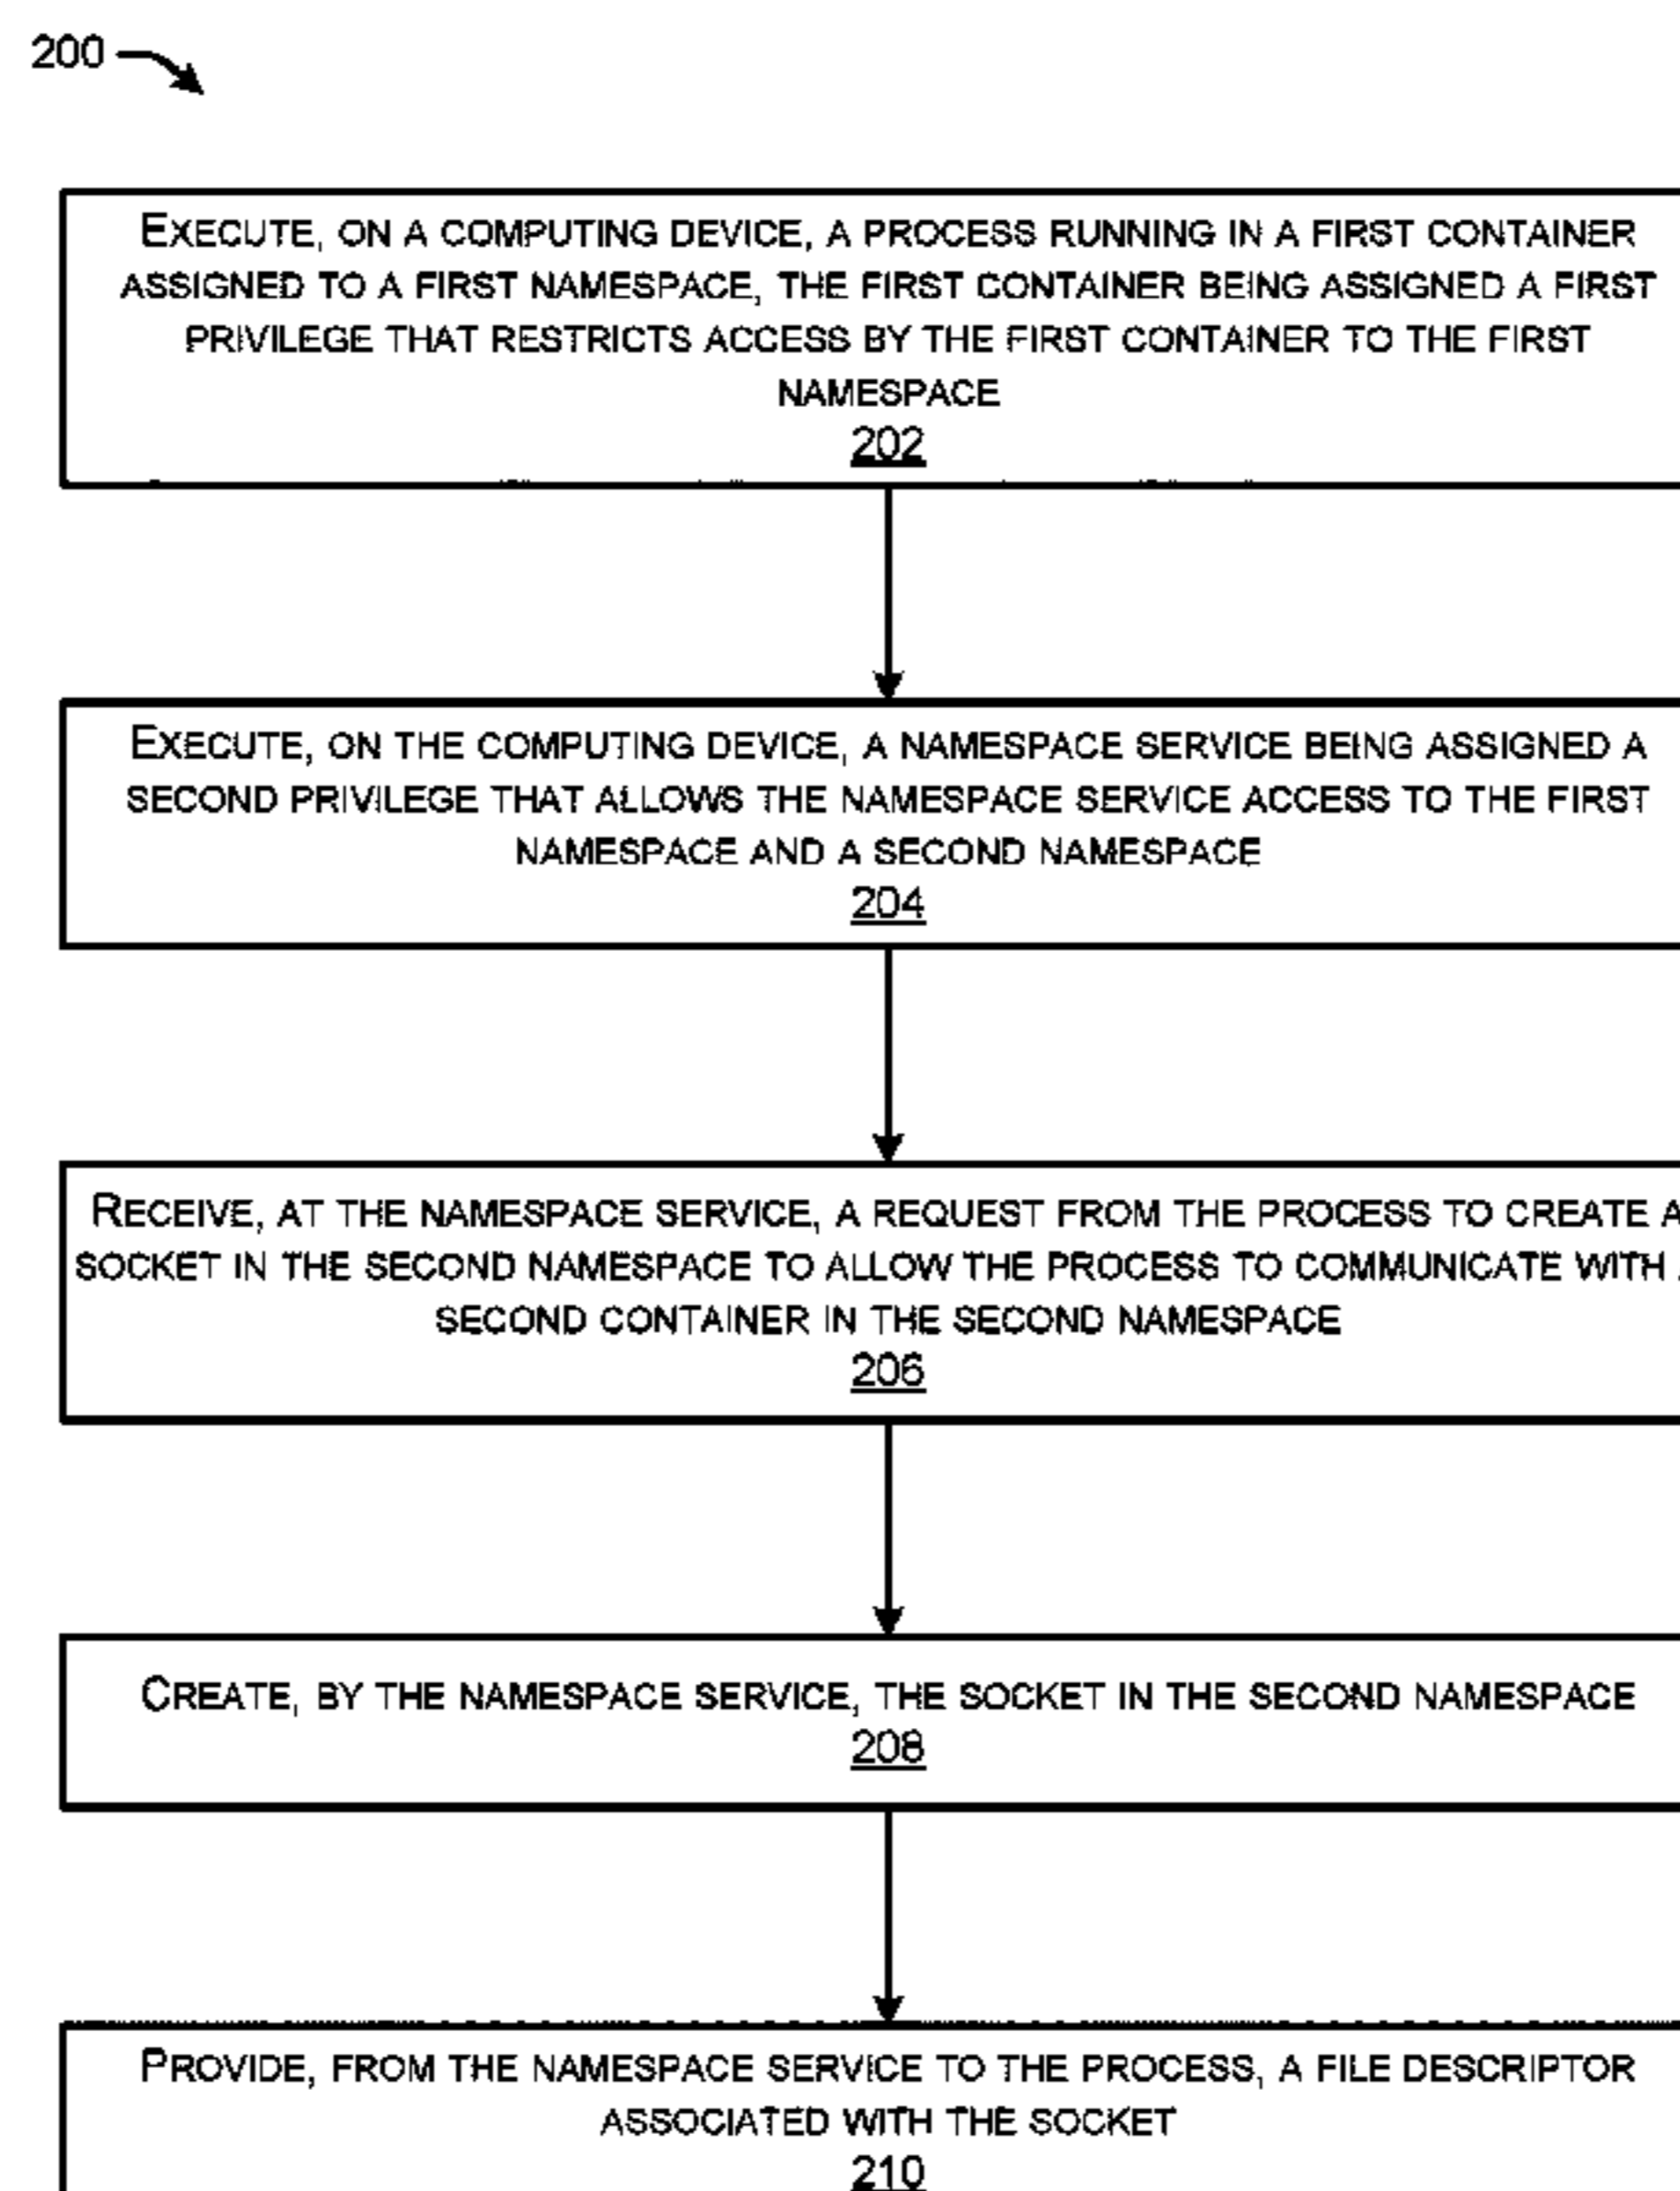 200
EXECUTE, ON A COMPUTING DEVICE, A PROCESS RUNNING IN A FIRST CONTAINER
ASSIGNED TO A FIRST NAMESPACE, THE FIRST CONTAINER BEING ASSIGNED A FIRST
PRIVILEGE THAT RESTRICTS ACCESS BY THE FIRST CONTAINER TO THE FIRST
NAMESPACE
202
EXECUTE, ON THE COMPUTING DEVICE, A NAMESPACE SERVICE BEING ASSIGNED A
SECOND PRIVILEGE THAT ALLOWS THE NAMESPACE SERVICE ACCESS TO THE FIRST
NAMESPACE AND A SECOND NAMESPACE
204
RECEIVE, AT THE NAMESPACE SERVICE, A REQUEST FROM THE PROCESS TO CREATE A
SOCKET IN THE SECOND NAMESPACE TO ALLOW THE PROCESS TO COMMUNICATE WITH
SECOND CONTAINER IN THE SECOND NAMESPACE
206
CREATE, BY THE NAMESPACE SERVICE, THE SOCKET IN THE SECOND NAMESPACE
208
PROVIDE, FROM THE NAMESPACE SERVICE TO THE PROCESS, A FILE DESCRIPTOR
ASSOCIATED WITH THE SOCKET
210